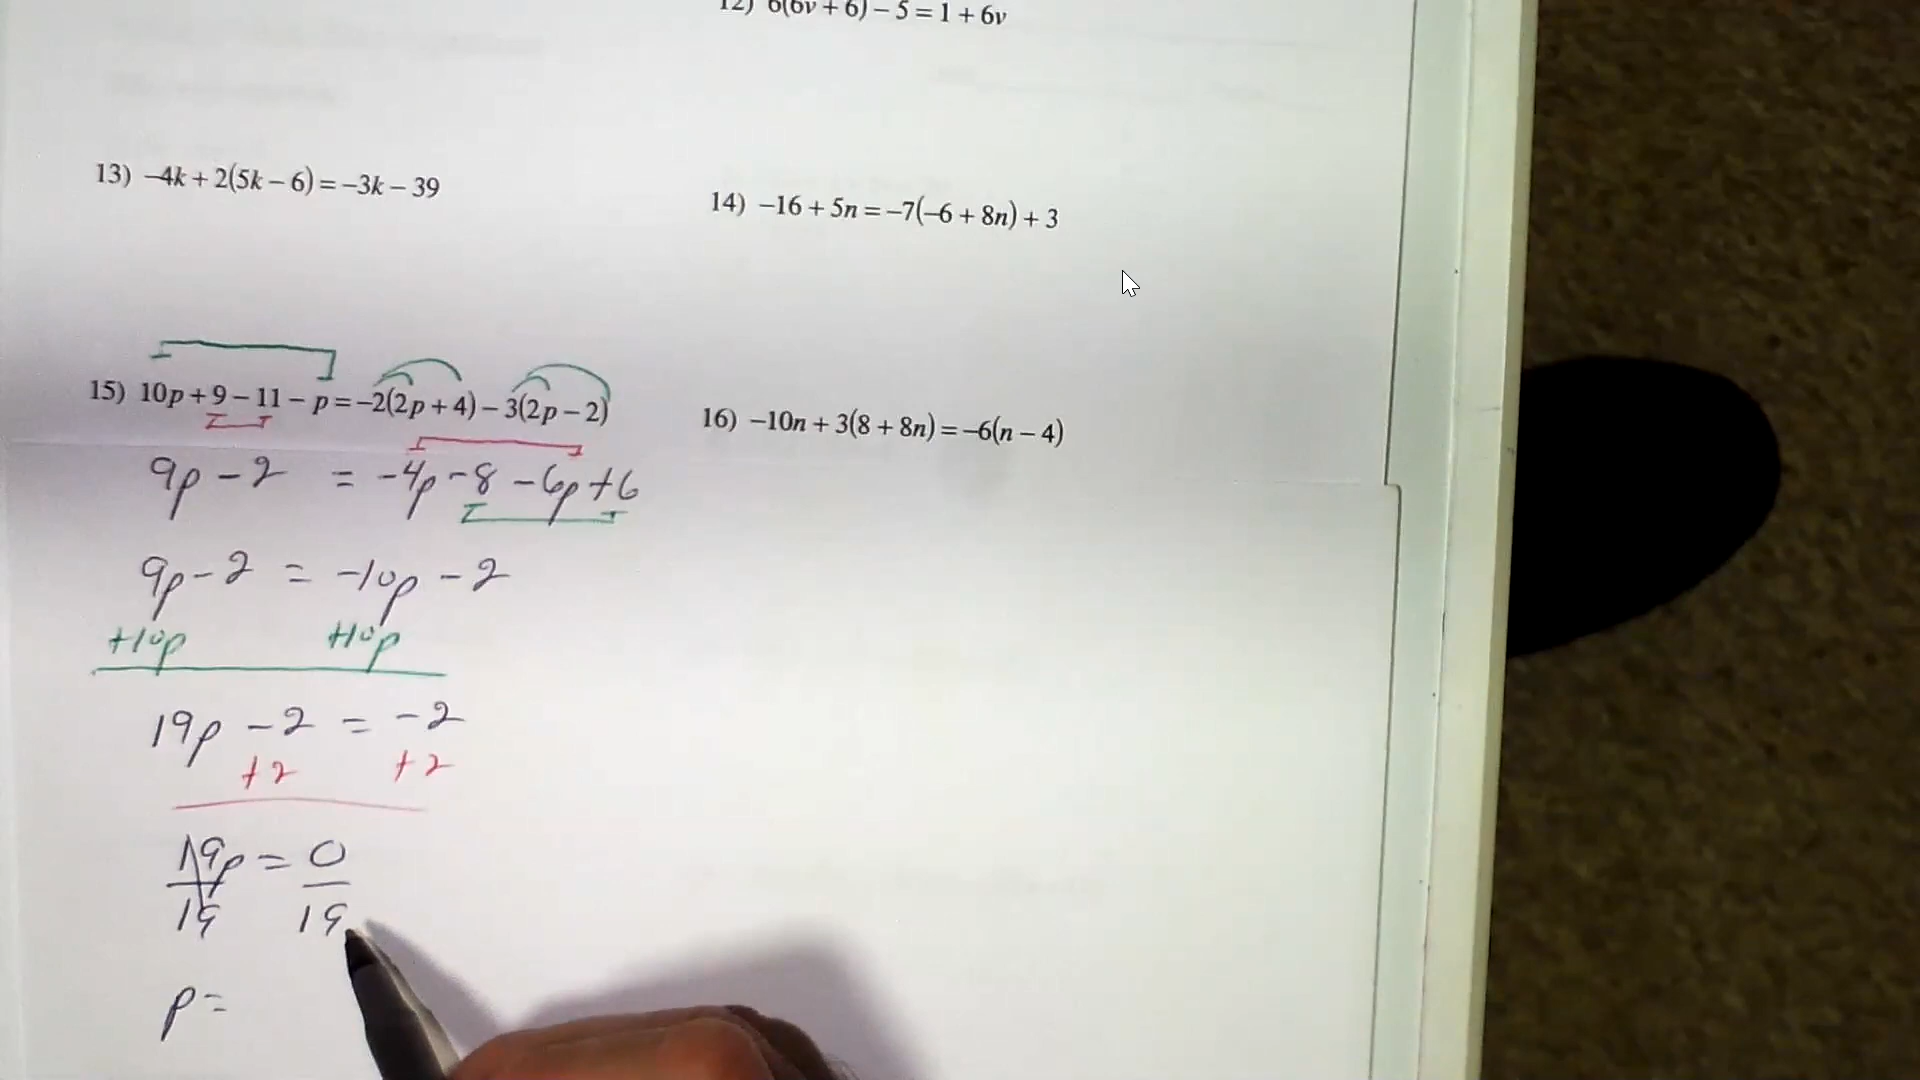 12) 6(6v + 6) – 5 = 1 + 6v
13) –4k + 2(5k – 6) = –3k – 39
14) –16 + 5n = –7(–6 + 8n) + 3
15) 10p + 9 – 11 – p = –2(2p + 4) – 3(2p – 2)
16) –10n + 3(8 + 8n) = –6(n – 4)
9p - 2 = -4p - 8 - 6p + 6
9p - 2 = -10p - 2
+10p +10p
19p - 2 = -2
+2 +2
19p = 0
19 19
p =